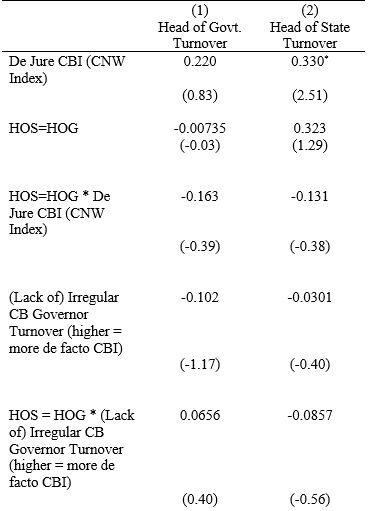 (1) (2)
Head of Govt. Head of State
Turnover Turnover
De Jure CBI (CNW 0.220 0.330*
Index)
(0.83) (2.51)
HOS=HOG -0.00735 0.323
(-0.03) (1.29)
HOS=HOG * De -0.163 -0.131
Jure CBI (CNW
Index)
(-0.39) (-0.38)
(Lack of) Irregular -0.102 -0.0301
CB Governor
Turnover (higher =
more de facto CBI)
(-1.17) (-0.40)
HOS = HOG * (Lack 0.0656 -0.0857
of) Irregular CB
Governor Turnover
(higher = more de
facto CBI)
(0.40) (-0.56)